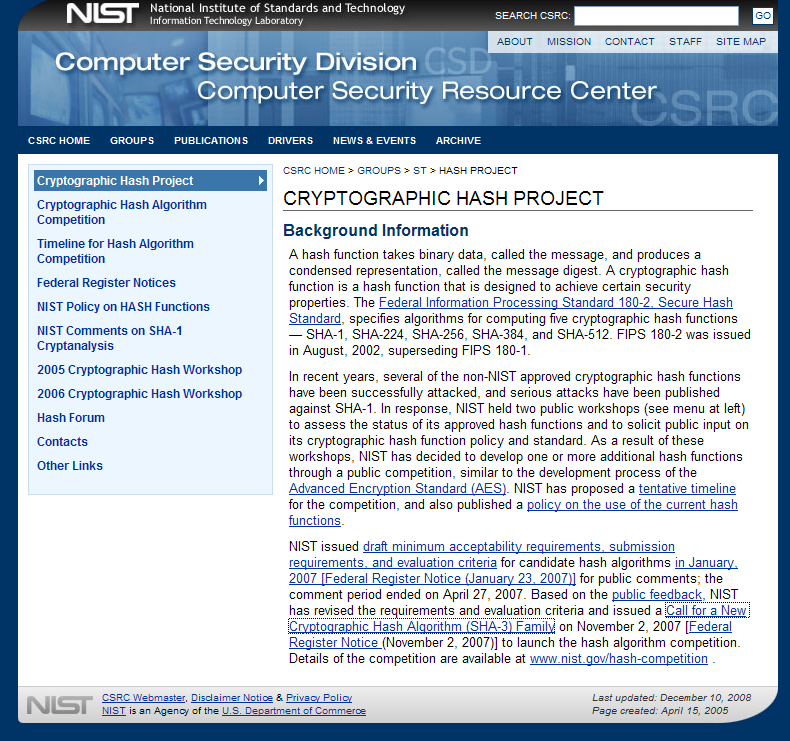 NIST
National Institute of Standards and Technology
Information Technology Laboratory
SEARCH CSRC:
GO
ABOUT MISSION CONTACT STAFF SITE MAP
Computer Security Division CSD
Computer Security Resource Center
CSRC
CSRC HOME GROUPS PUBLICATIONS DRIVERS NEWS & EVENTS ARCHIVE
Cryptographic Hash Project
Cryptographic Hash Algorithm
Competition
Timeline for Hash Algorithm
Competition
Federal Register Notices
NIST Policy on HASH Functions
NIST Comments on SHA-1
Cryptanalysis
2005 Cryptographic Hash Workshop
2006 Cryptographic Hash Workshop
Hash Forum
Contacts
Other Links
CSRC HOME > GROUPS > ST > HASH PROJECT
CRYPTOGRAPHIC HASH PROJECT
Background Information
A hash function takes binary data, called the message, and produces a
condensed representation, called the message digest. A cryptographic hash
function is a hash function that is designed to achieve certain security
properties. The Federal Information Processing Standard 180-2, Secure Hash
Standard, specifies algorithms for computing five cryptographic hash functions
— SHA-1, SHA-224, SHA-256, SHA-384, and SHA-512. FIPS 180-2 was issued
in August, 2002, superseding FIPS 180-1.
In recent years, several of the non-NIST approved cryptographic hash functions
have been successfully attacked, and serious attacks have been published
against SHA-1. In response, NIST held two public workshops (see menu at left)
to assess the status of its approved hash functions and to solicit public input on
its cryptographic hash function policy and standard. As a result of these
workshops, NIST has decided to develop one or more additional hash functions
through a public competition, similar to the development process of the
Advanced Encryption Standard (AES). NIST has proposed a tentative timeline
for the competition, and also published a policy on the use of the current hash
functions.
NIST issued draft minimum acceptability requirements, submission
requirements, and evaluation criteria for candidate hash algorithms in January,
2007 [Federal Register Notice (January 23, 2007)] for public comments; the
comment period ended on April 27, 2007. Based on the public feedback, NIST
has revised the requirements and evaluation criteria and issued a Call for a New
Cryptographic Hash Algorithm (SHA-3) Family on November 2, 2007 [Federal
Register Notice (November 2, 2007)] to launch the hash algorithm competition.
Details of the competition are available at www.nist.gov/hash-competition .
NIST
CSRC Webmaster, Disclaimer Notice & Privacy Policy
NIST is an Agency of the U.S. Department of Commerce
Last updated: December 10, 2008
Page created: April 15, 2005